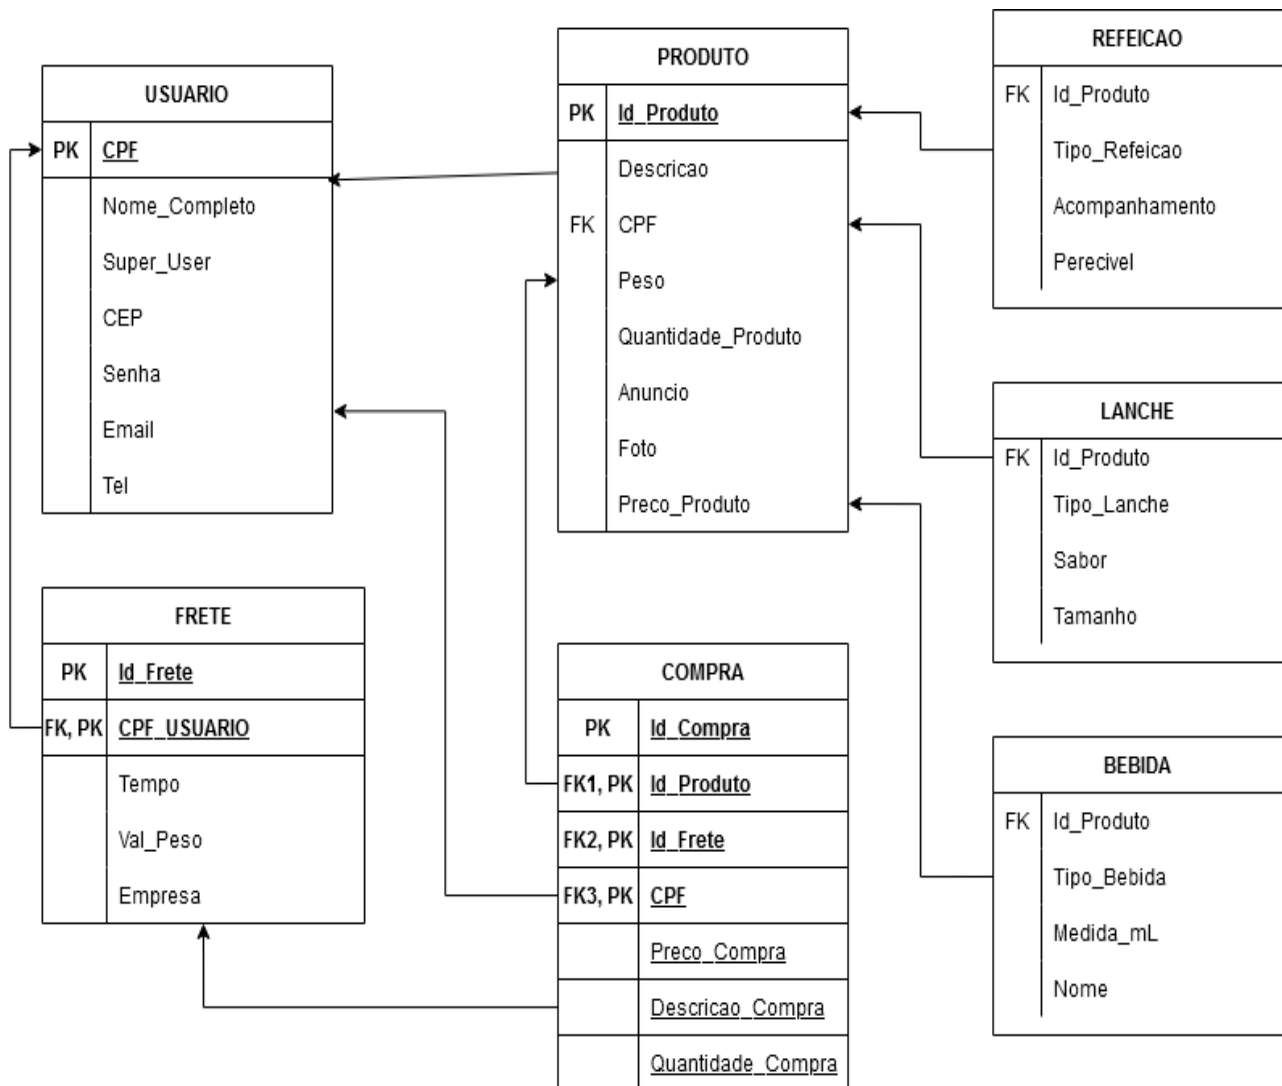 USUARIO
PK CPF
Nome_Completo
Super_User
CEP
Senha
Email
Tel
FRETE
PK Id_Frete
FK, PK CPF_USUARIO
Tempo
Val_Peso
Empresa
PRODUTO
PK Id_Produto
Descricao
FK CPF
Peso
Quantidade_Produto
Anuncio
Foto
Preco_Produto
COMPRA
PK Id_Compra
FK1, PK Id_Produto
FK2, PK Id_Frete
FK3, PK CPF
Preco_Compra
Descricao_Compra
Quantidade_Compra
REFEICAO
FK Id_Produto
Tipo_Refeicao
Acompanhamento
Perecivel
LANCHE
FK Id_Produto
Tipo_Lanche
Sabor
Tamanho
BEBIDA
FK Id_Produto
Tipo_Bebida
Medida_mL
Nome